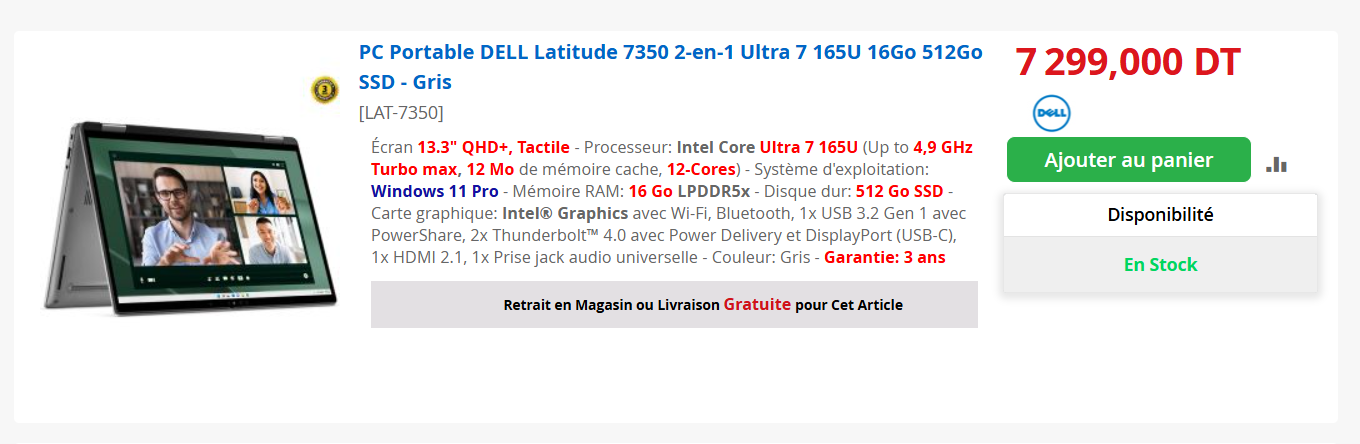 PC Portable DELL Latitude 7350 2-en-1 Ultra 7 165U 16Go 512Go
SSD - Gris
[LAT-7350]
Écran 13.3" QHD+, Tactile - Processeur: Intel Core Ultra 7 165U (Up to 4,9 GHz
Turbo max, 12 Mo de mémoire cache, 12-Cores) - Système d'exploitation:
Windows 11 Pro - Mémoire RAM: 16 Go LPDDR5x - Disque dur: 512 Go SSD -
Carte graphique: Intel® Graphics avec Wi-Fi, Bluetooth, 1x USB 3.2 Gen 1 avec
PowerShare, 2x Thunderbolt™ 4.0 avec Power Delivery et DisplayPort (USB-C),
1x HDMI 2.1, 1x Prise jack audio universelle - Couleur: Gris - Garantie: 3 ans
Retrait en Magasin ou Livraison Gratuite pour Cet Article
7 299,000 DT
DELL
Ajouter au panier
Disponibilité
En Stock
3